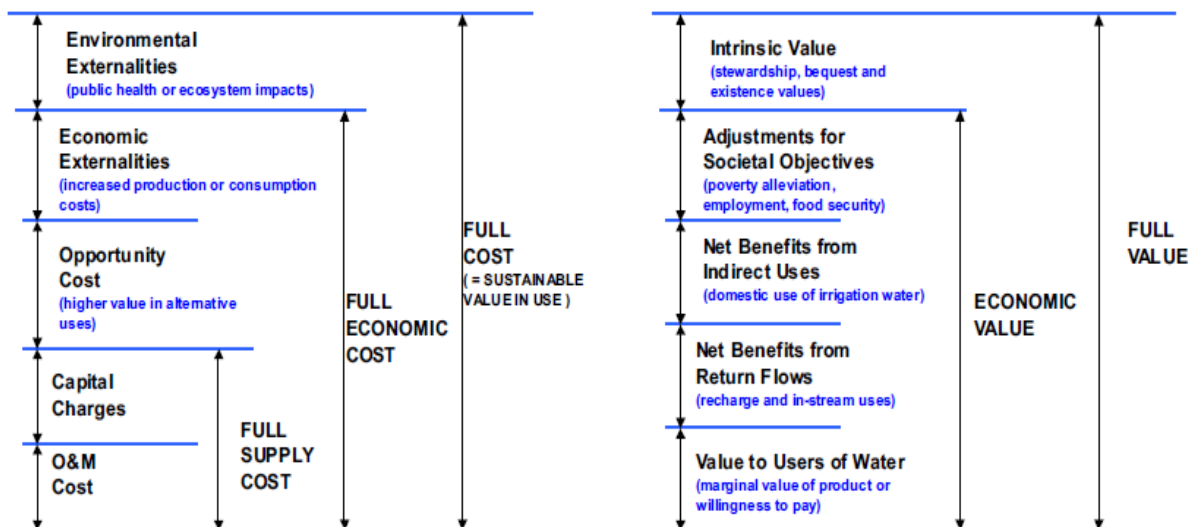 Environmental
Externalities
(public health or ecosystem impacts)
Economic
Externalities
(increased production or consumption
costs)
Opportunity
Cost
(higher value in alternative
uses)
Capital
Charges
O&M
Cost
FULL
SUPPLY
COST
FULL
ECONOMIC
COST
FULL
COST
( = SUSTAINABLE
VALUE IN USE )
Intrinsic Value
(stewardship, bequest and
existence values)
Adjustments for
Societal Objectives
(poverty alleviation ,
employment, food security)
Net Benefits from
Indirect Uses
(domestic use of irrigation water)
Net Benefits from
Return Flows
(recharge and in-stream uses)
Value to Users of Water
(marginal value of product or
willingness to pay)
ECONOMIC
VALUE
FULL
VALUE